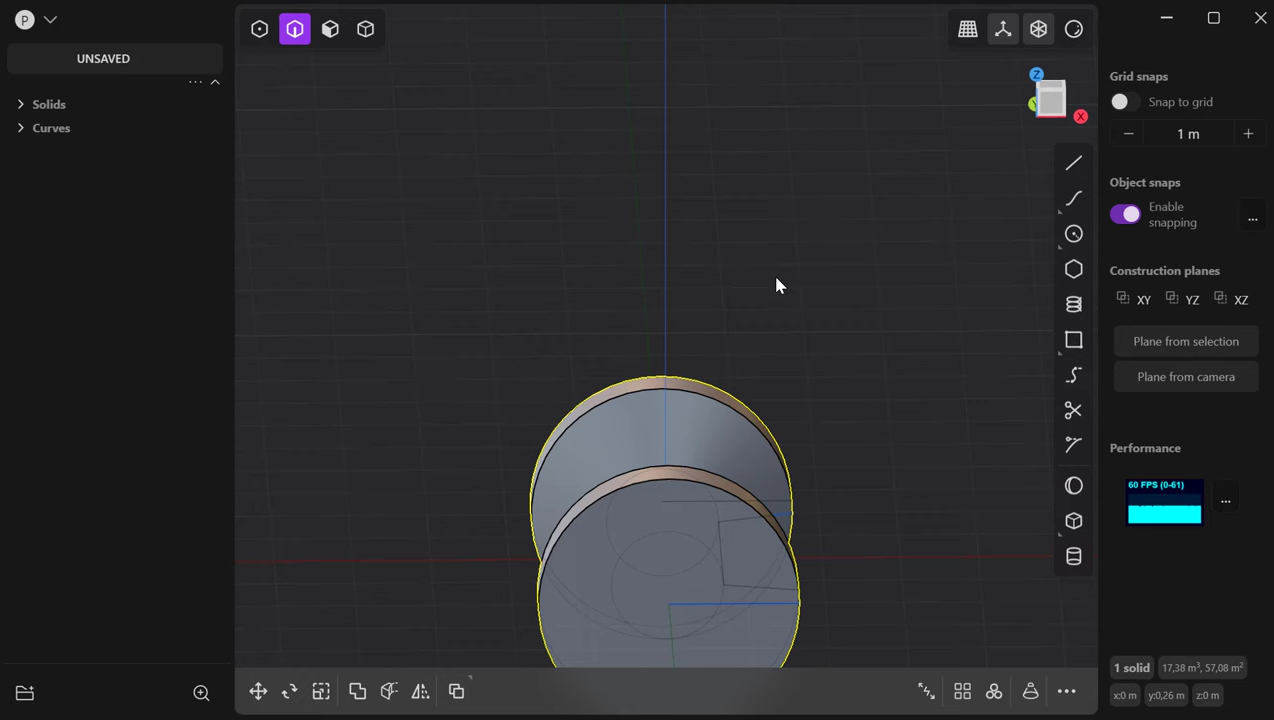 P
UNSAVED
...
Solids
Curves
Z
Y
X
Grid snaps
Snap to grid
− 1 m +
Object snaps
Enable
snapping
...
Construction planes
XY YZ XZ
Plane from selection
Plane from camera
Performance
60 FPS (0-61)
...
1 solid 17,38 m³, 57,08 m²
x:0 m y:0,26 m z:0 m